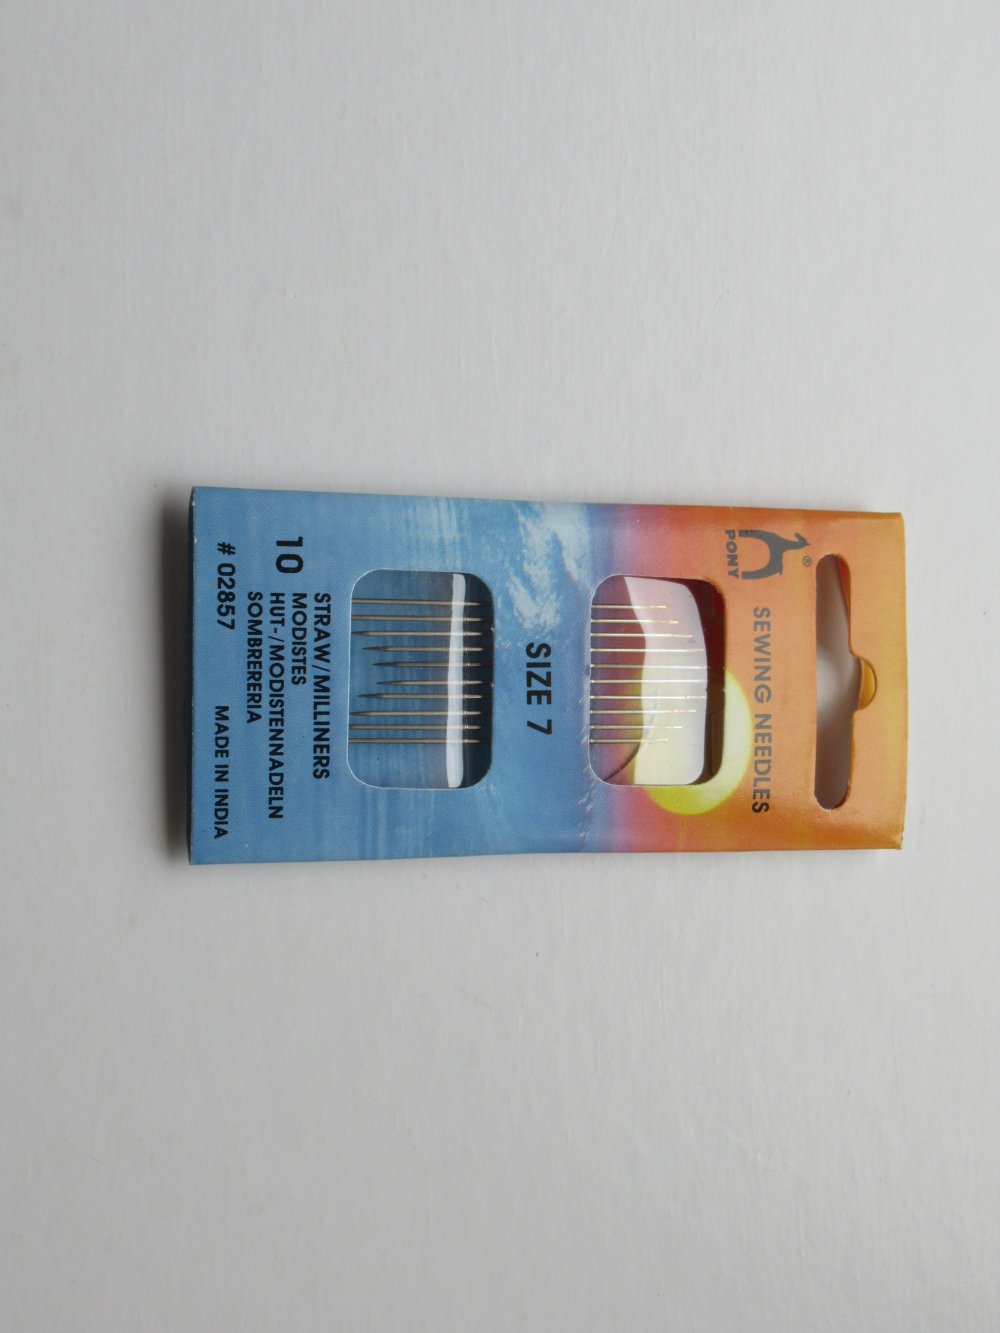 PONY
®
SEWING NEEDLES
SIZE 7
10
STRAW/MILLINERS
MODISTES
HUT-/MODISTENNADELN
SOMBRERERIA
# 02857
MADE IN INDIA